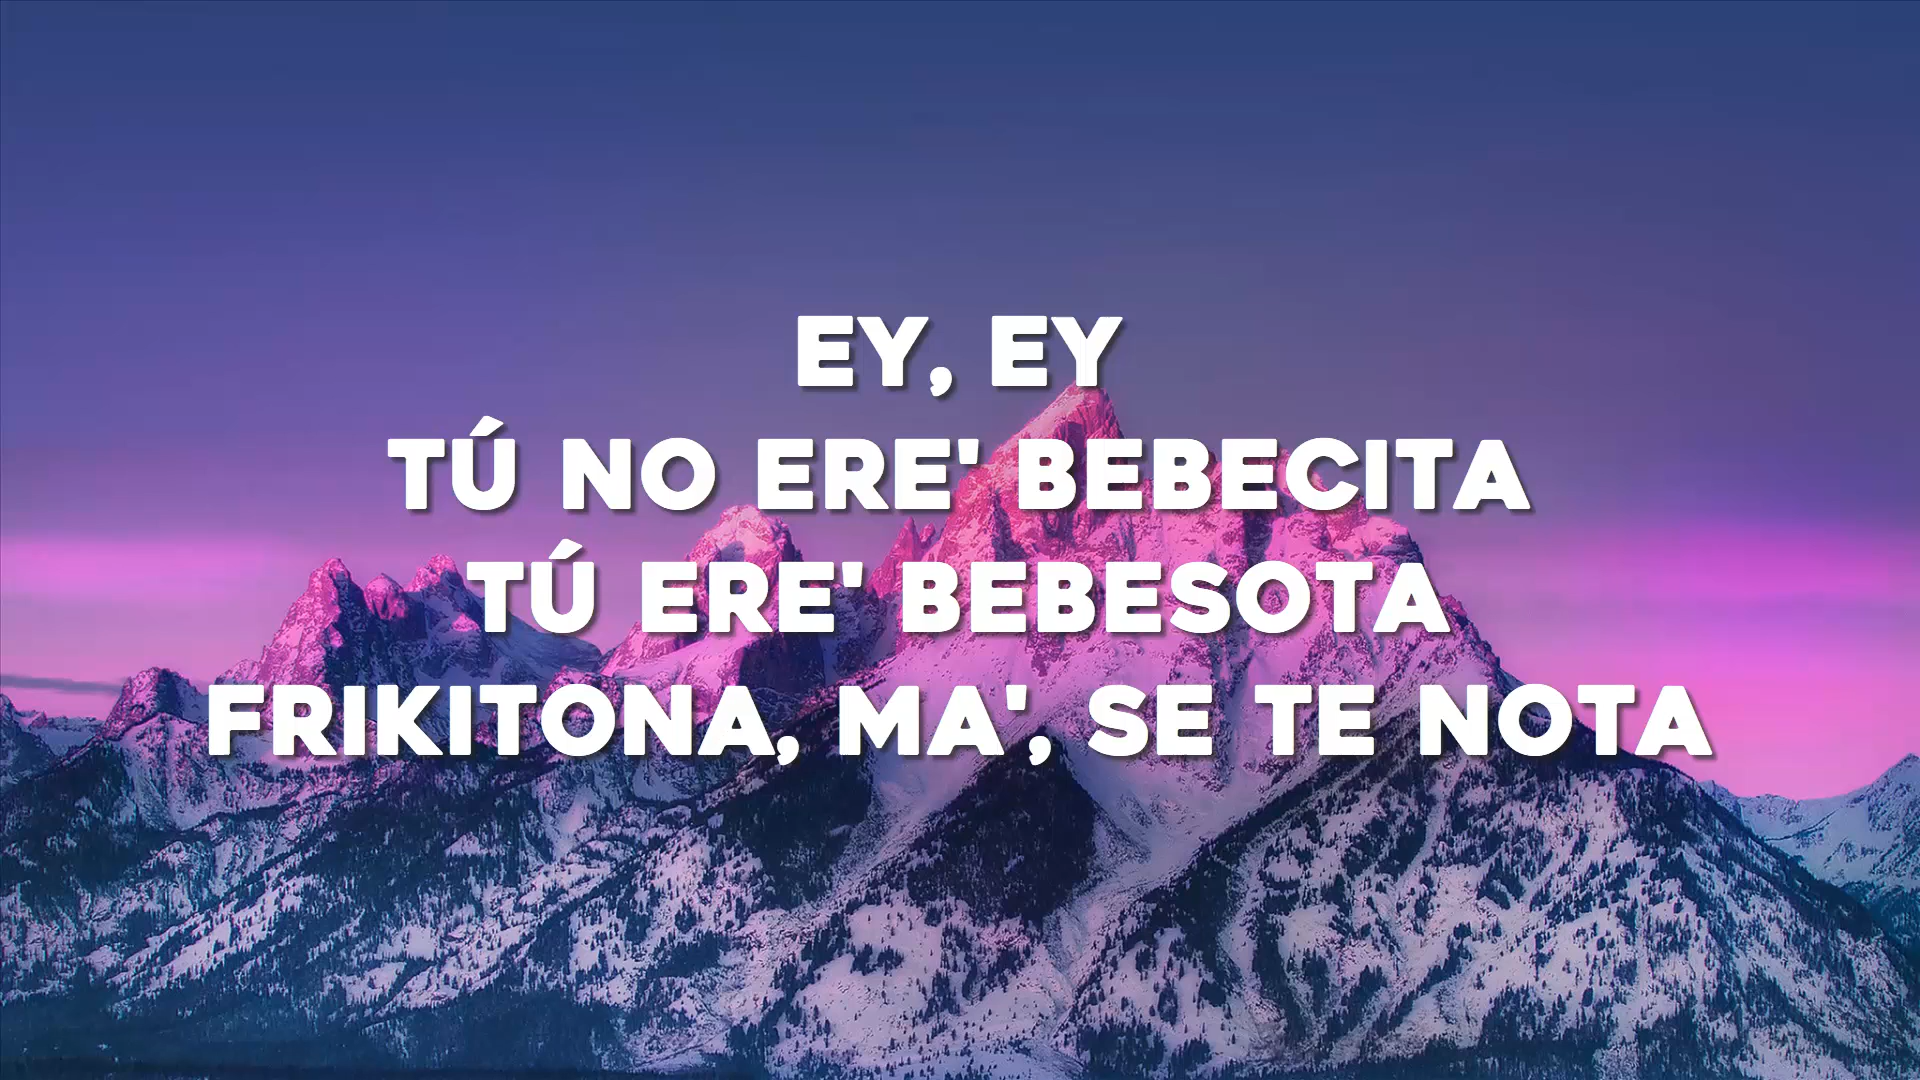 EY, EY
TÚ NO ERE' BEBECITA
TÚ ERE' BEBESOTA
FRIKITONA, MA', SE TE NOTA